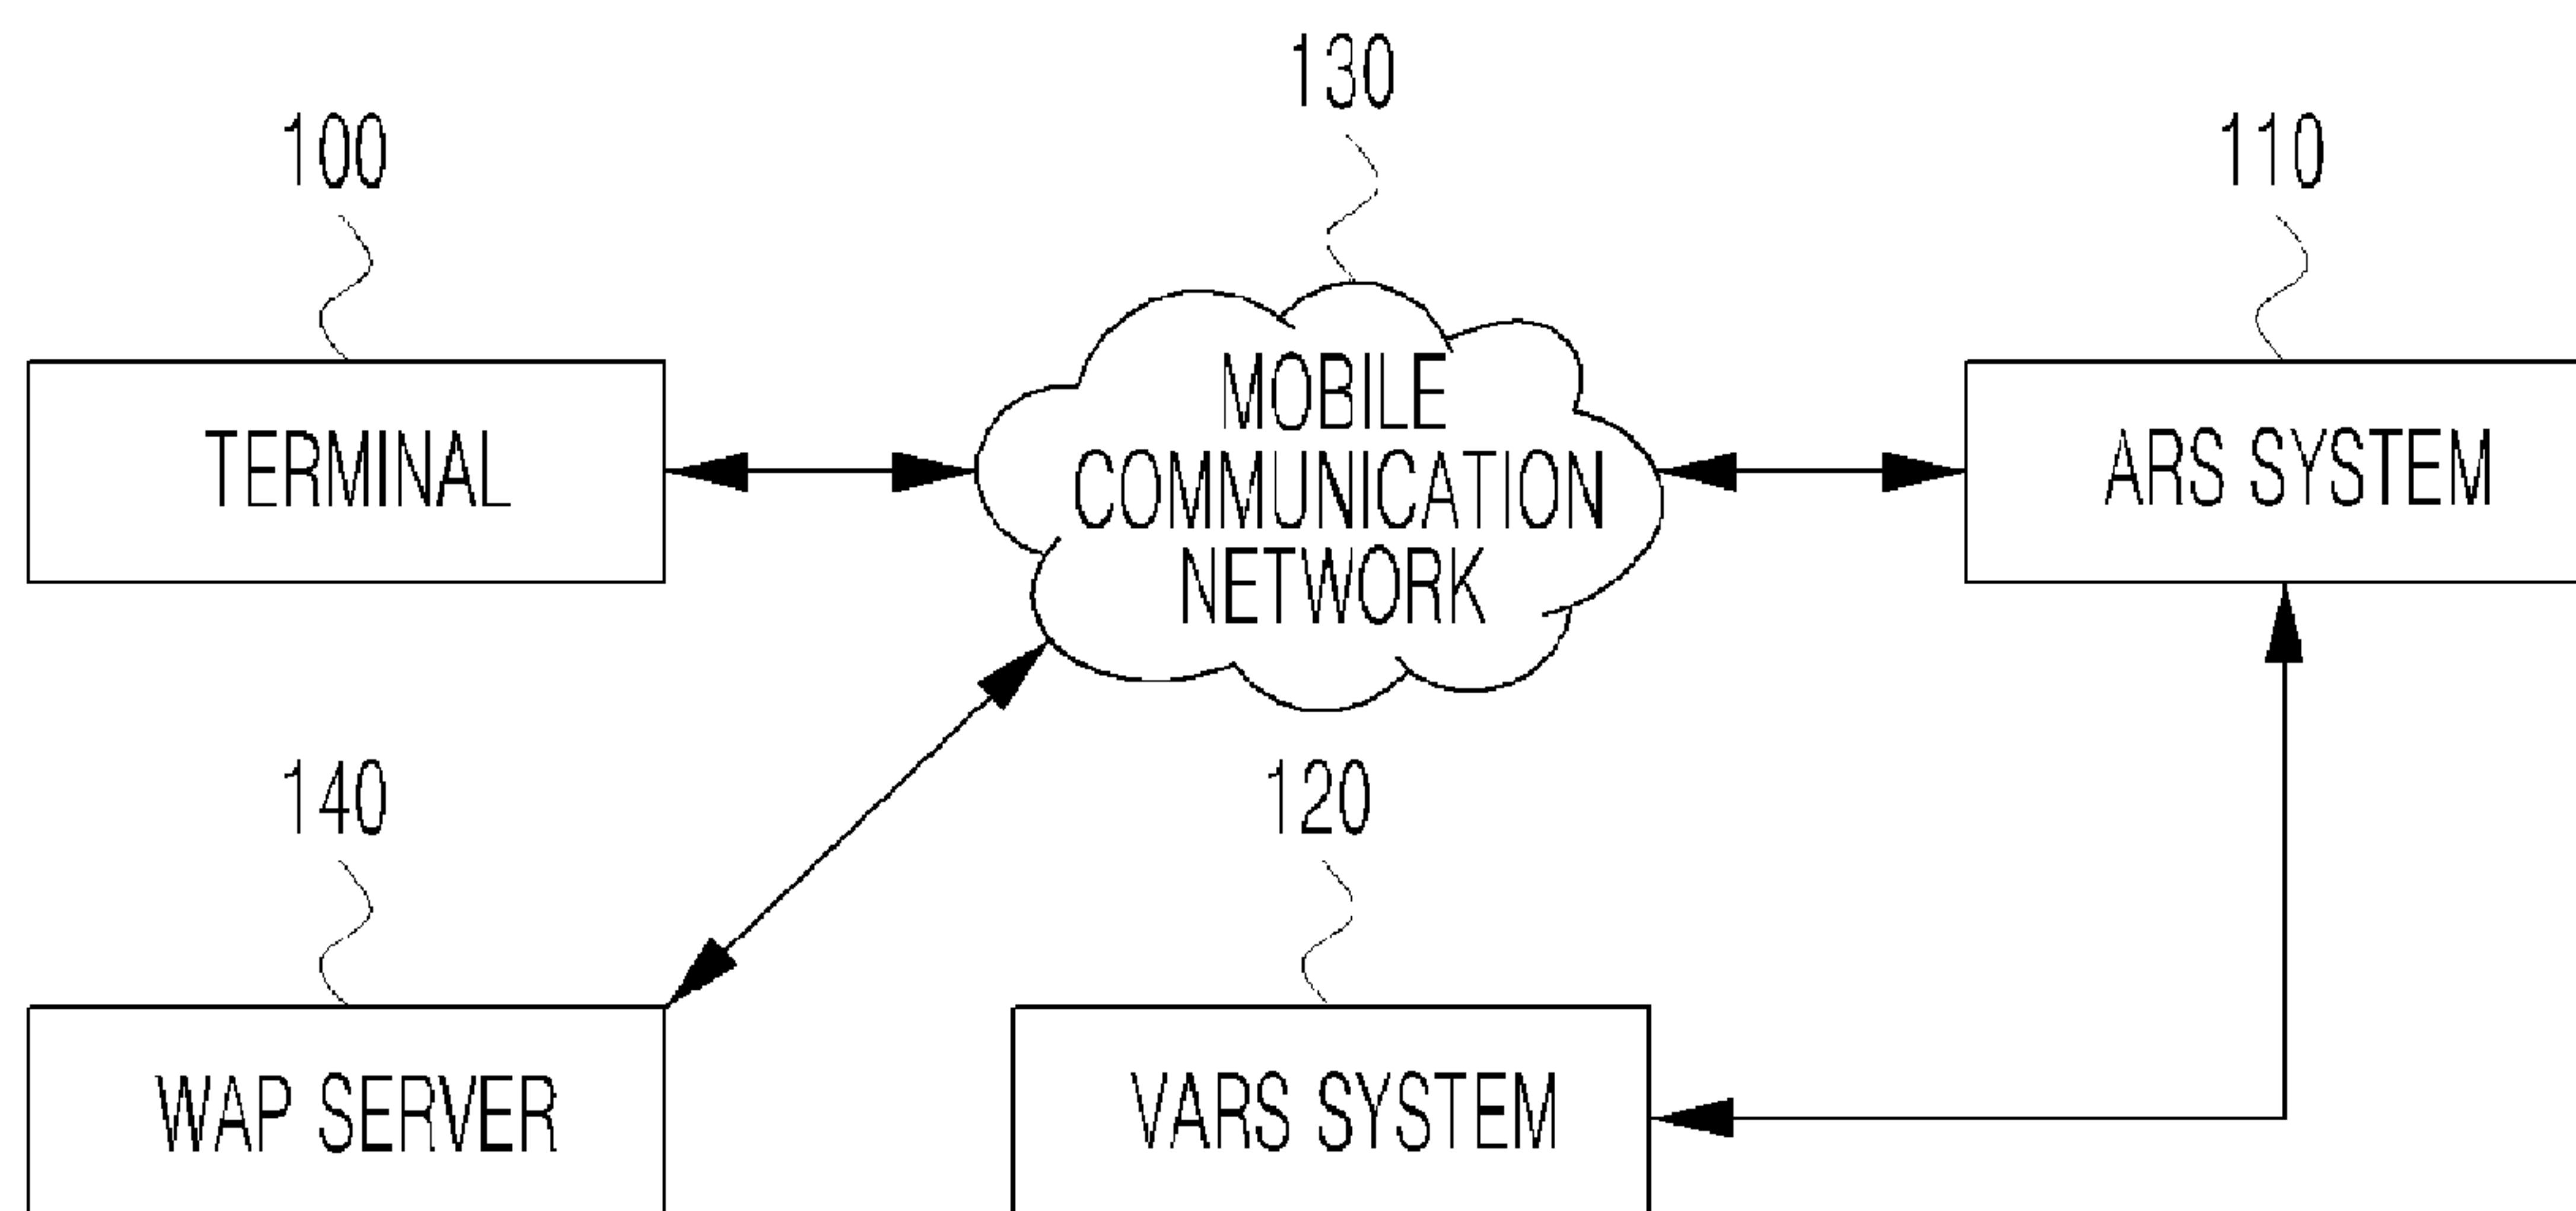 130
100
110
TERMINAL
MOBILE
COMMUNICATION
NETWORK
ARS SYSTEM
140
120
WAP SERVER
VARS SYSTEM